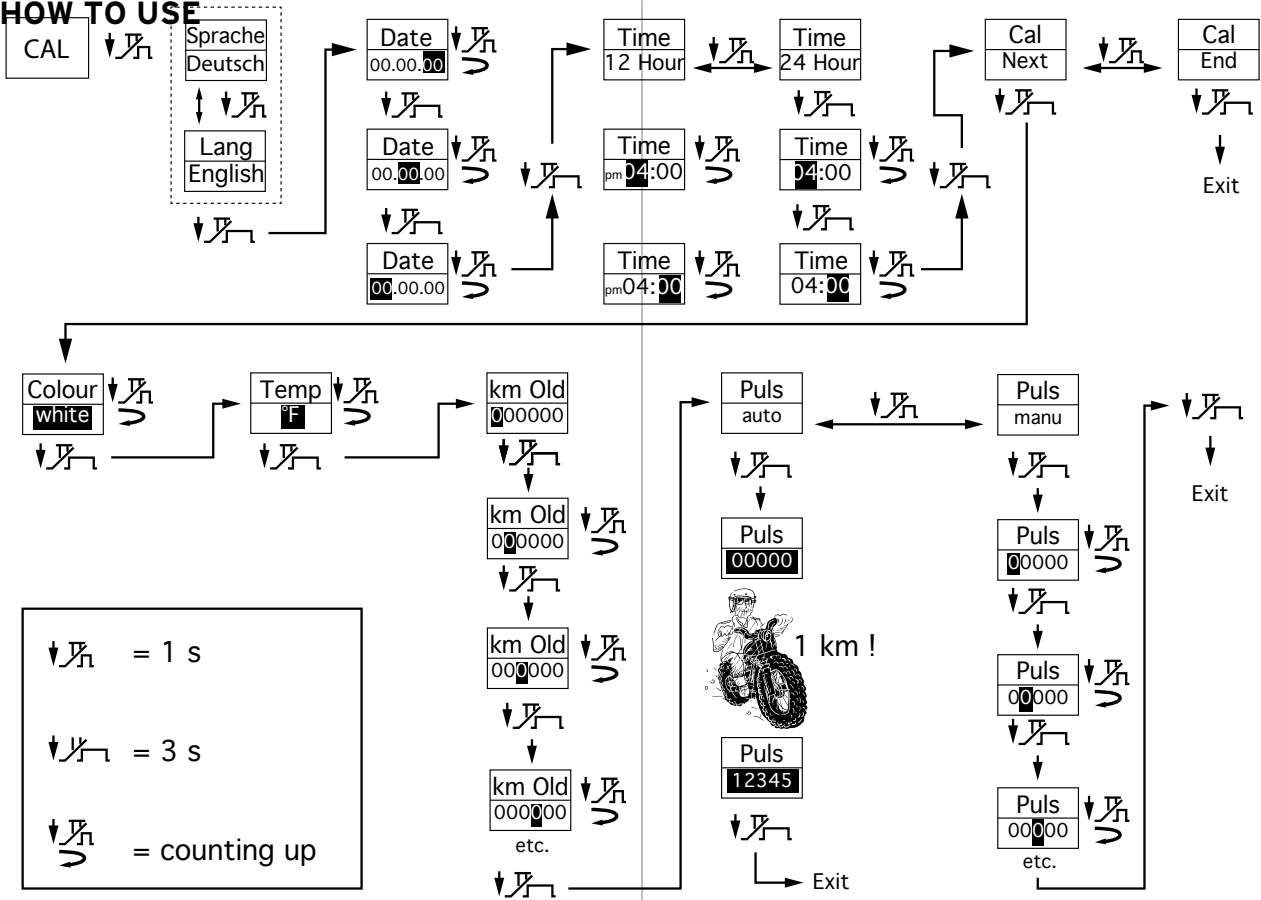 HOW TO USE
CAL
Sprache
Deutsch
Lang
English
Date
00.00.00
Date
00.00.00
Date
00.00.00
Time
12 Hour
Time
pm04:00
Time
pm04:00
Time
24 Hour
Time
04:00
Time
04:00
Cal
Next
Cal
End
Exit
Colour
white
Temp
°F
km Old
000000
km Old
000000
km Old
000000
km Old
000000
etc.
Puls
auto
Puls
00000
1 km !
Puls
12345
Exit
Puls
manu
Puls
00000
Puls
00000
Puls
00000
etc.
Exit
= 1 s
= 3 s
= counting up